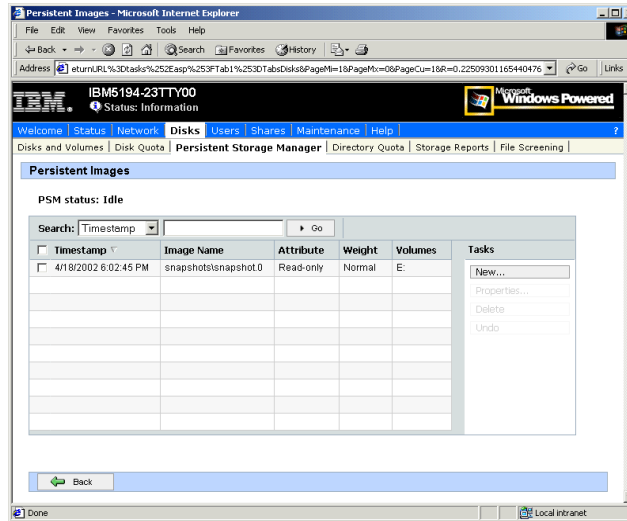 Persistent Images - Microsoft Internet Explorer
File Edit View Favorites Tools Help
Back Search Favorites History
Address eturnURL%3Dtasks%252Easp%253FTab1%253DTabsDisks&PageMi=1&PageMx=0&PageCu=1&R=0.22509301165440476 Go Links
IBM IBM5194-23TTY00 Microsoft
Status: Information Windows Powered
Welcome Status Network Disks Users Shares Maintenance Help ?
Disks and Volumes Disk Quota Persistent Storage Manager Directory Quota Storage Reports File Screening
Persistent Images
PSM status: Idle
Search: Timestamp Go
Timestamp Image Name Attribute Weight Volumes Tasks
4/18/2002 6:02:45 PM snapshots\snapshot.0 Read-only Normal E: New...
Properties...
Delete
Undo
Back
Done Local intranet